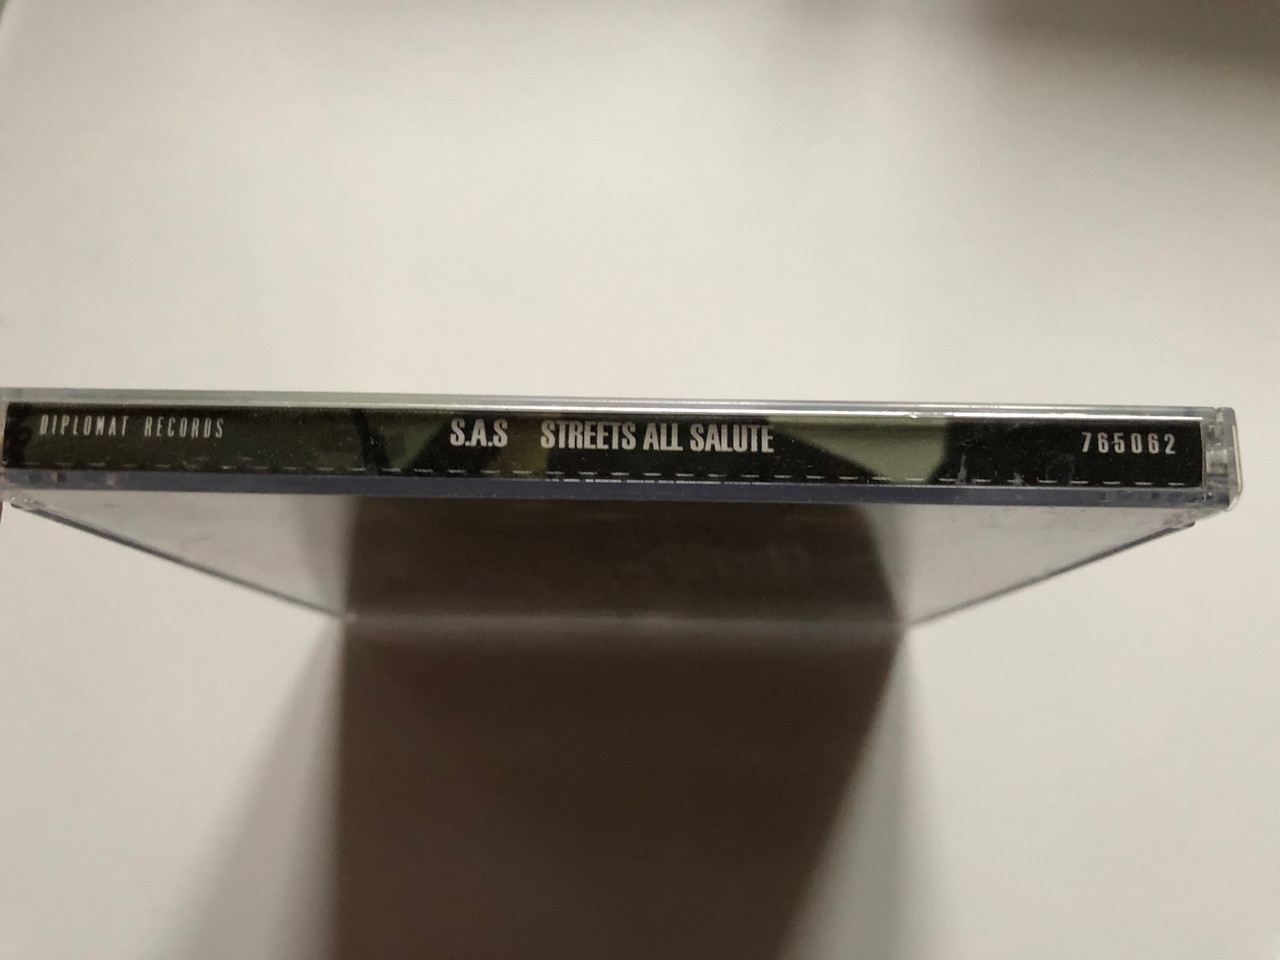 DIPLOMAT RECORDS S.A.S STREETS ALL SALUTE 765062